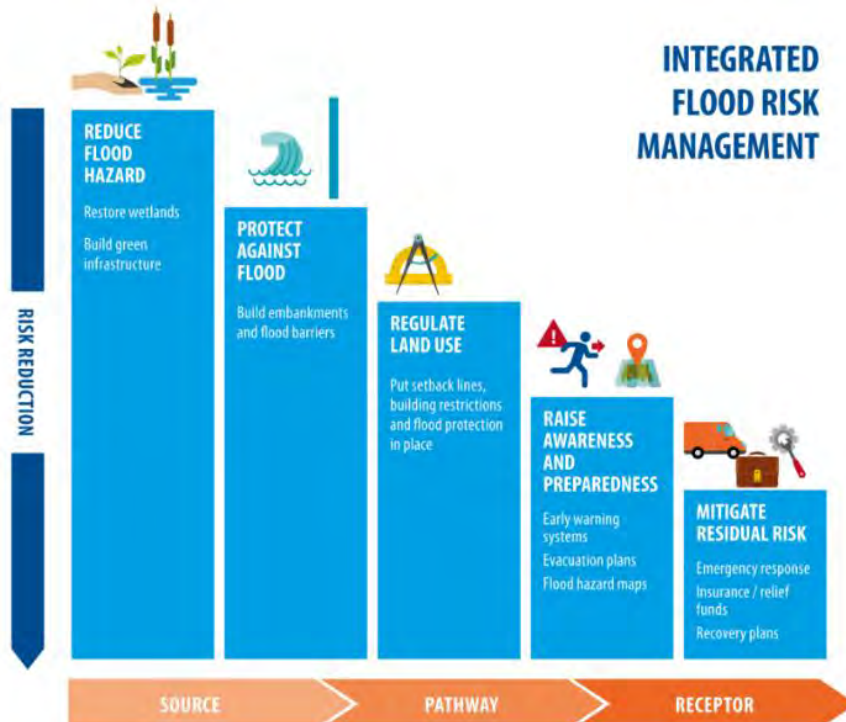 INTEGRATED
FLOOD RISK
MANAGEMENT
RISK REDUCTION
REDUCE
FLOOD
HAZARD
Restore wetlands
Build green
infrastructure
PROTECT
AGAINST
FLOOD
Build embankments
and flood barriers
REGULATE
LAND USE
Put setback lines,
building restrictions
and flood protection
in place
!
RAISE
AWARENESS
AND
PREPAREDNESS
Early warning
systems
Evacuation plans
Flood hazard maps
MITIGATE
RESIDUAL RISK
Emergency response
Insurance / relief
funds
Recovery plans
SOURCE
PATHWAY
RECEPTOR